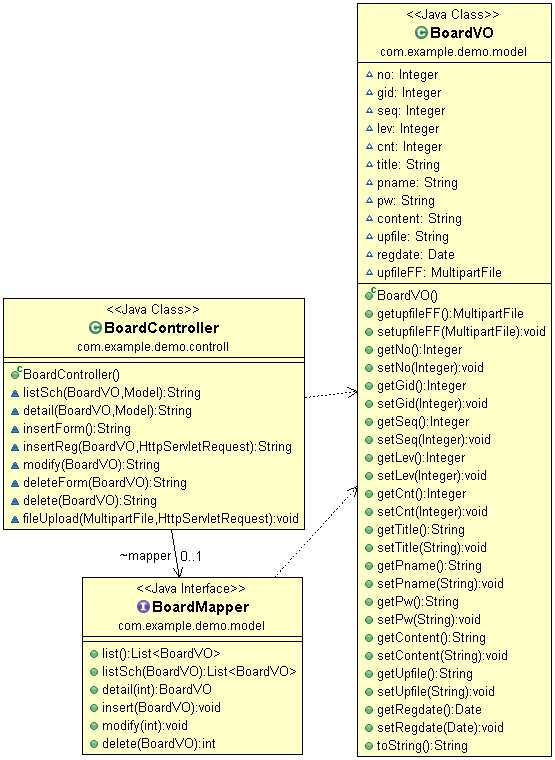 <<Java Class>>
BoardVO
com.example.demo.model
no: Integer
gid: Integer
seq: Integer
lev: Integer
cnt: Integer
title: String
pname: String
pw: String
content: String
upfile: String
regdate: Date
upfileFF: MultipartFile
BoardVO()
getupfileFF():MultipartFile
setupfileFF(MultipartFile):void
getNo():Integer
setNo(Integer):void
getGid():Integer
setGid(Integer):void
getSeq():Integer
setSeq(Integer):void
getLev():Integer
setLev(Integer):void
getCnt():Integer
setCnt(Integer):void
getTitle():String
setTitle(String):void
getPname():String
setPname(String):void
getPw():String
setPw(String):void
getContent():String
setContent(String):void
getUpfile():String
setUpfile(String):void
getRegdate():Date
setRegdate(Date):void
toString():String
<<Java Class>>
BoardController
com.example.demo.controll
BoardController()
listSch(BoardVO,Model):String
detail(BoardVO,Model):String
insertForm():String
insertReg(BoardVO,HttpServletRequest):String
modify(BoardVO):String
deleteForm(BoardVO):String
delete(BoardVO):String
fileUpload(MultipartFile,HttpServletRequest):void
~mapper 0..1
<<Java Interface>>
BoardMapper
com.example.demo.model
list():List<BoardVO>
listSch(BoardVO):List<BoardVO>
detail(int):BoardVO
insert(BoardVO):void
modify(int):void
delete(BoardVO):int